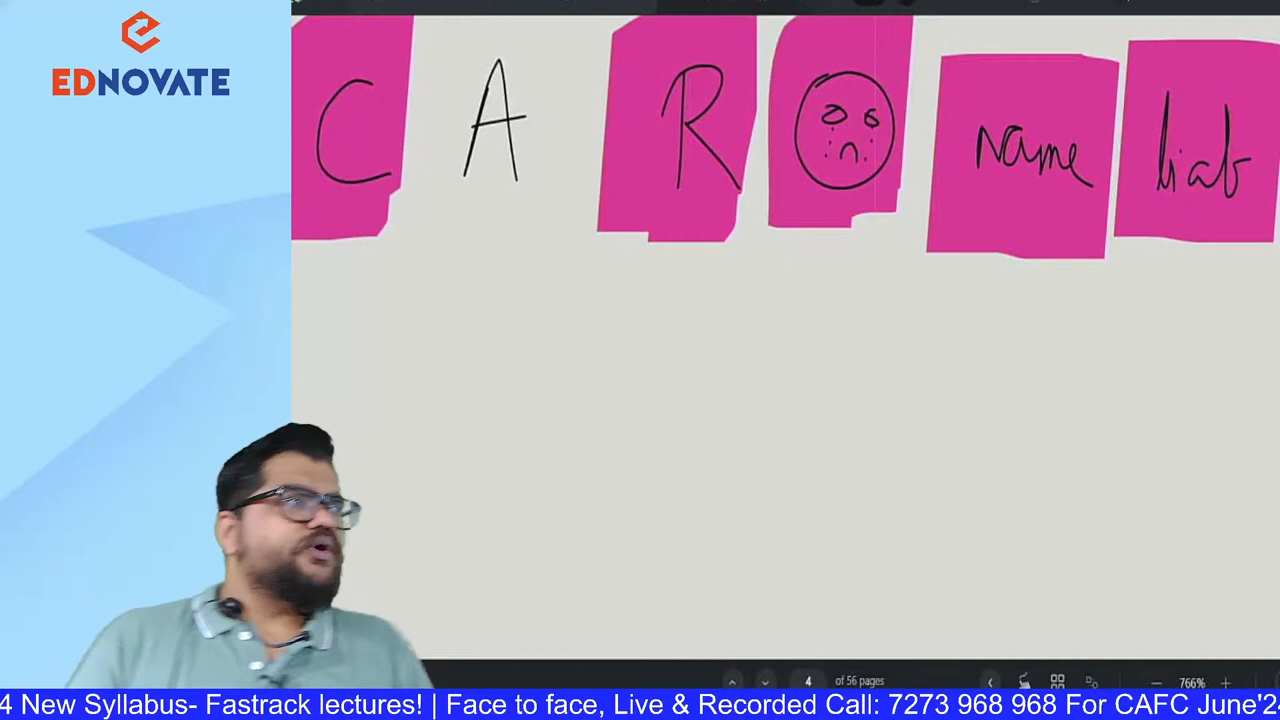 EDNOVATE
C A R Name liab
4 of 56 pages 766%
4 New Syllabus- Fastrack lectures! | Face to face, Live & Recorded Call: 7273 968 968 For CAFC June'24